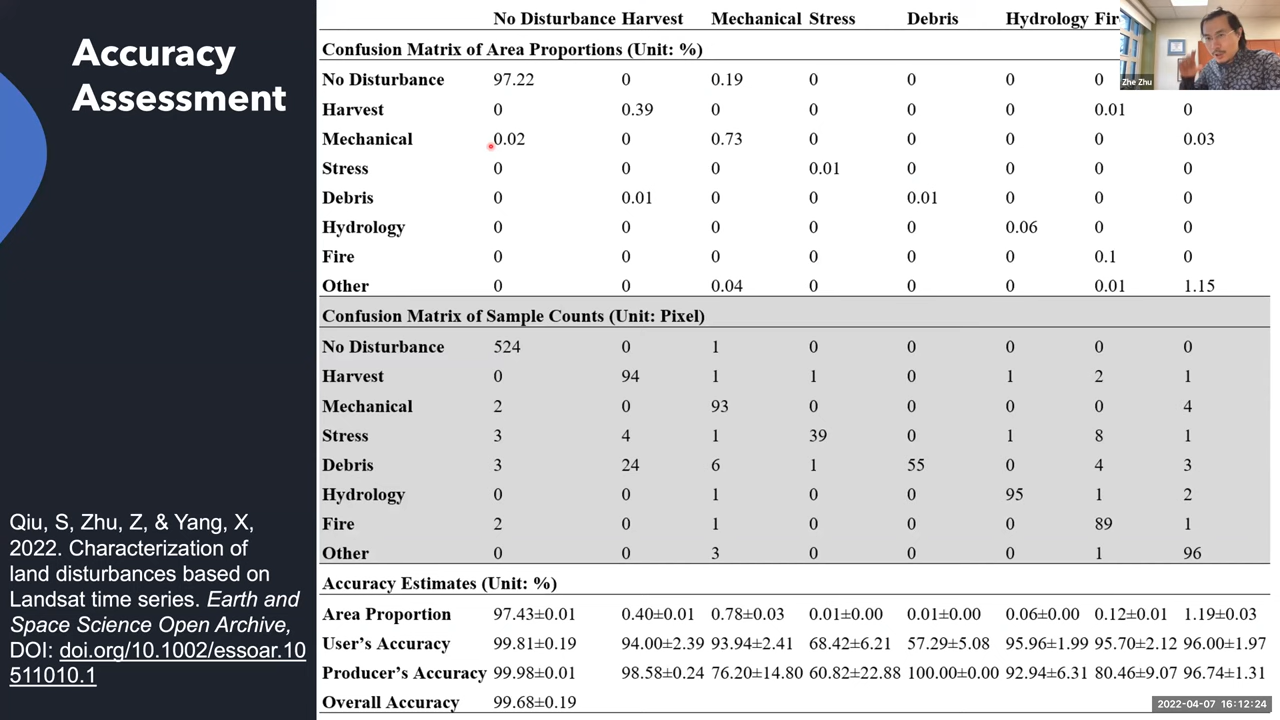 Accuracy
Assessment
Qiu, S, Zhu, Z, & Yang, X,
2022. Characterization of
land disturbances based on
Landsat time series. Earth and
Space Science Open Archive,
DOI: doi.org/10.1002/essoar.10
511010.1
No Disturbance Harvest Mechanical Stress Debris Hydrology
Confusion Matrix of Area Proportions (Unit: %)
No Disturbance 97.22 0 0.19 0 0 0 0
Harvest 0 0.39 0 0 0 0 0.01 0
Mechanical 0.02 0 0.73 0 0 0 0 0.03
Stress 0 0 0 0.01 0 0 0 0
Debris 0 0.01 0 0 0.01 0 0 0
Hydrology 0 0 0 0 0 0.06 0 0
Fire 0 0 0 0 0 0 0.1 0
Other 0 0 0.04 0 0 0 0.01 1.15
Confusion Matrix of Sample Counts (Unit: Pixel)
No Disturbance 524 0 1 0 0 0 0 0
Harvest 0 94 1 1 0 1 2 1
Mechanical 2 0 93 0 0 0 0 4
Stress 3 4 1 39 0 1 8 1
Debris 3 24 6 1 55 0 4 3
Hydrology 0 0 1 0 0 95 1 2
Fire 2 0 1 0 0 0 89 1
Other 0 0 3 0 0 0 1 96
Accuracy Estimates (Unit: %)
Area Proportion 97.43±0.01 0.40±0.01 0.78±0.03 0.01±0.00 0.01±0.00 0.06±0.00 0.12±0.01 1.19±0.03
User's Accuracy 99.81±0.19 94.00±2.39 93.94±2.41 68.42±6.21 57.29±5.08 95.96±1.99 95.70±2.12 96.00±1.97
Producer's Accuracy 99.98±0.01 98.58±0.24 76.20±14.80 60.82±22.88 100.00±0.00 92.94±6.31 80.46±9.07 96.74±1.31
Overall Accuracy 99.68±0.19
Zhe Zhu
2022-04-07 16:12:24